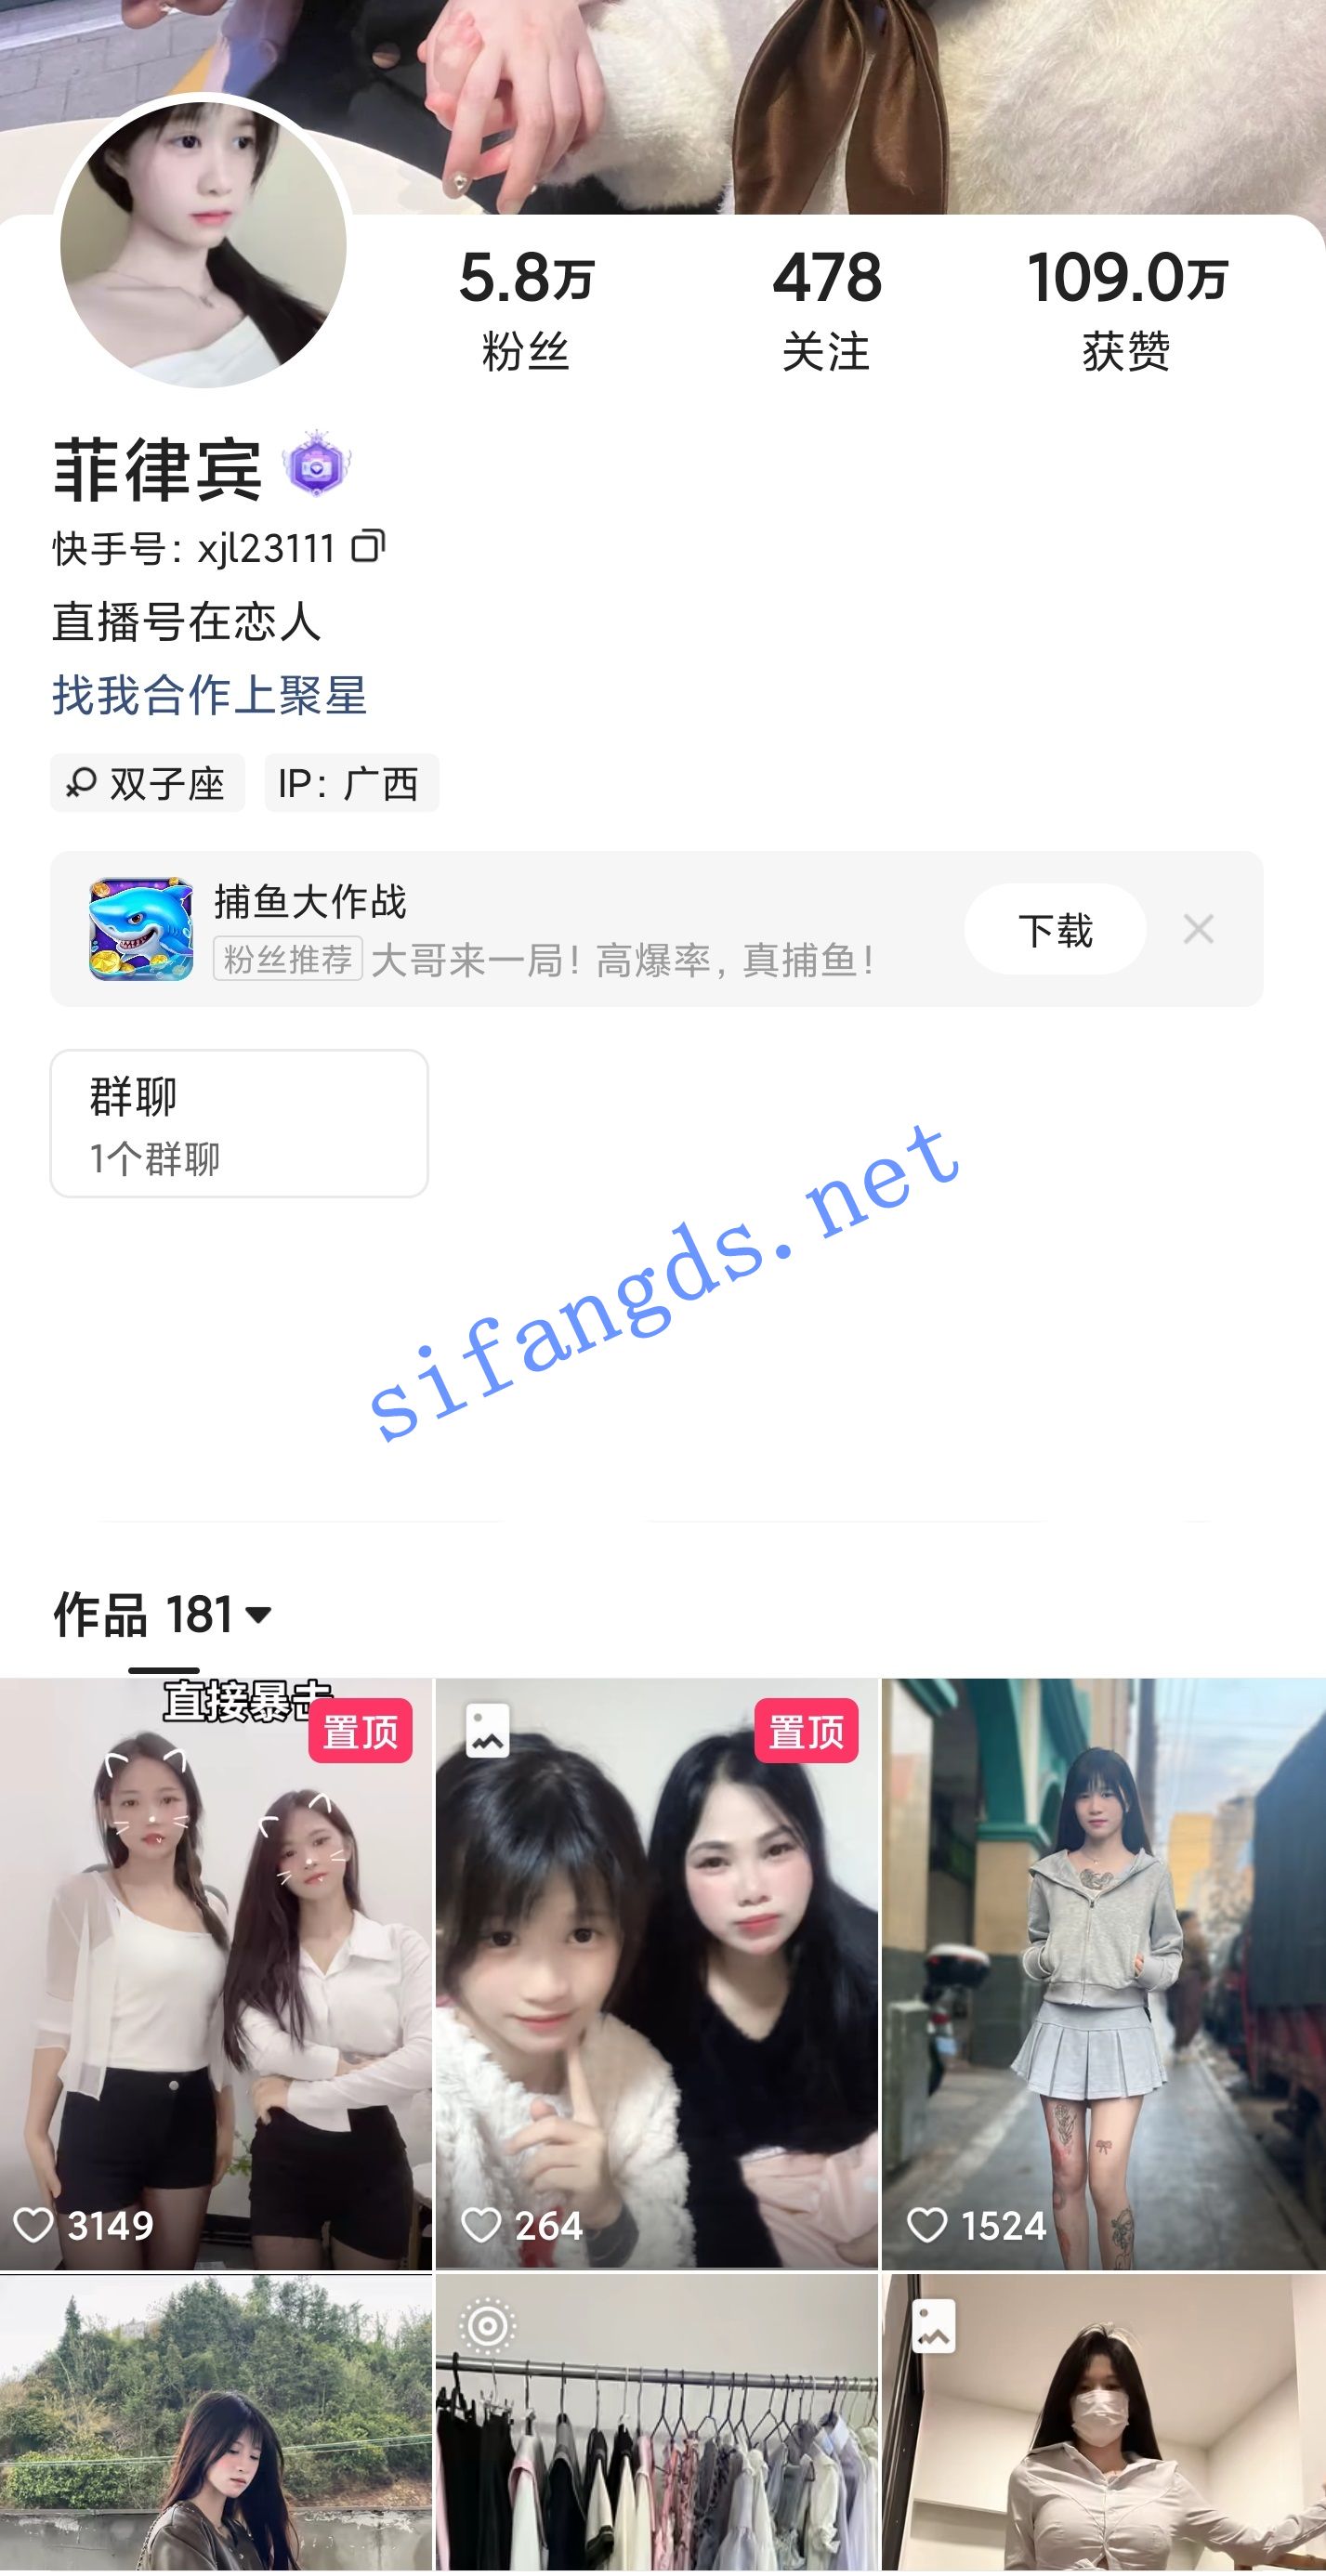 5.8万
478
109.0万
粉丝
关注
获赞
菲律宾
快手号：xjl23111
直播号在恋人
找我合作上聚星
双子座
IP：广西
捕鱼大作战
粉丝推荐 大哥来一局！高爆率，真捕鱼！
下载
群聊
1个群聊
sifangds.net
作品 181
直接暴击
置顶
置顶
3149
264
1524